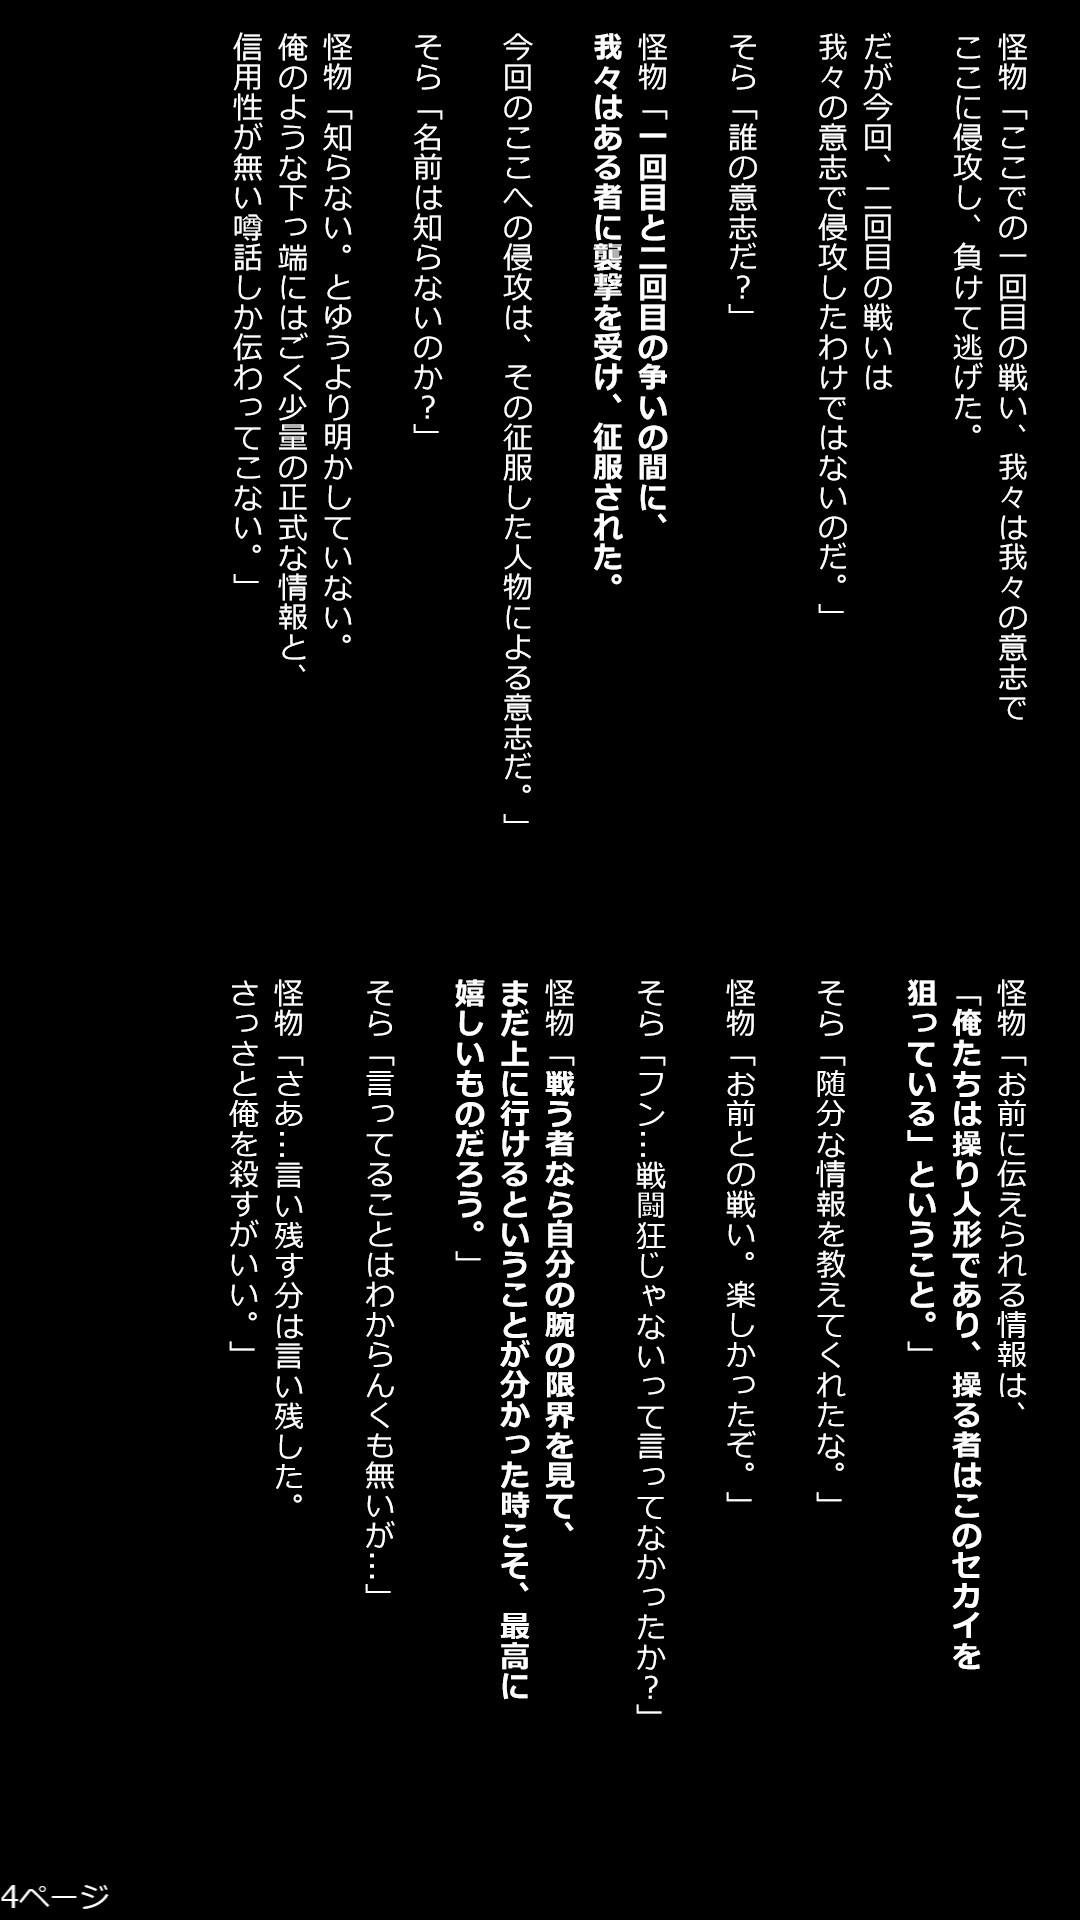 怪物「ここでの一回目の戦い、我々は我々の意志で
ここに侵攻し、負けて逃げた。
だが今回、二回目の戦いは
我々の意志で侵攻したわけではないのだ。」
そら「誰の意志だ？」
怪物「一回目と二回目の争いの間に、
我々はある者に襲撃を受け、征服された。
今回のここへの侵攻は、その征服した人物による意志だ。」
そら「名前は知らないのか？」
怪物「知らない。とゆうより明かしていない。
俺のような下っ端にはごく少量の正式な情報と、
信用性が無い噂話しか伝わってこない。」
怪物「お前に伝えられる情報は、
「俺たちは操り人形であり、操る者はこのセカイを
狙っている」ということ。」
そら「随分な情報を教えてくれたな。」
怪物「お前との戦い。楽しかったぞ。」
そら「フン…戦闘狂じゃないって言ってなかったか？」
怪物「戦う者なら自分の腕の限界を見て、
まだ上に行けるということが分かった時こそ、最高に
嬉しいものだろう。」
そら「言ってることはわからんくも無いが…」
怪物「さあ…言い残す分は言い残した。
さっさと俺を殺すがいい。」
4ページ